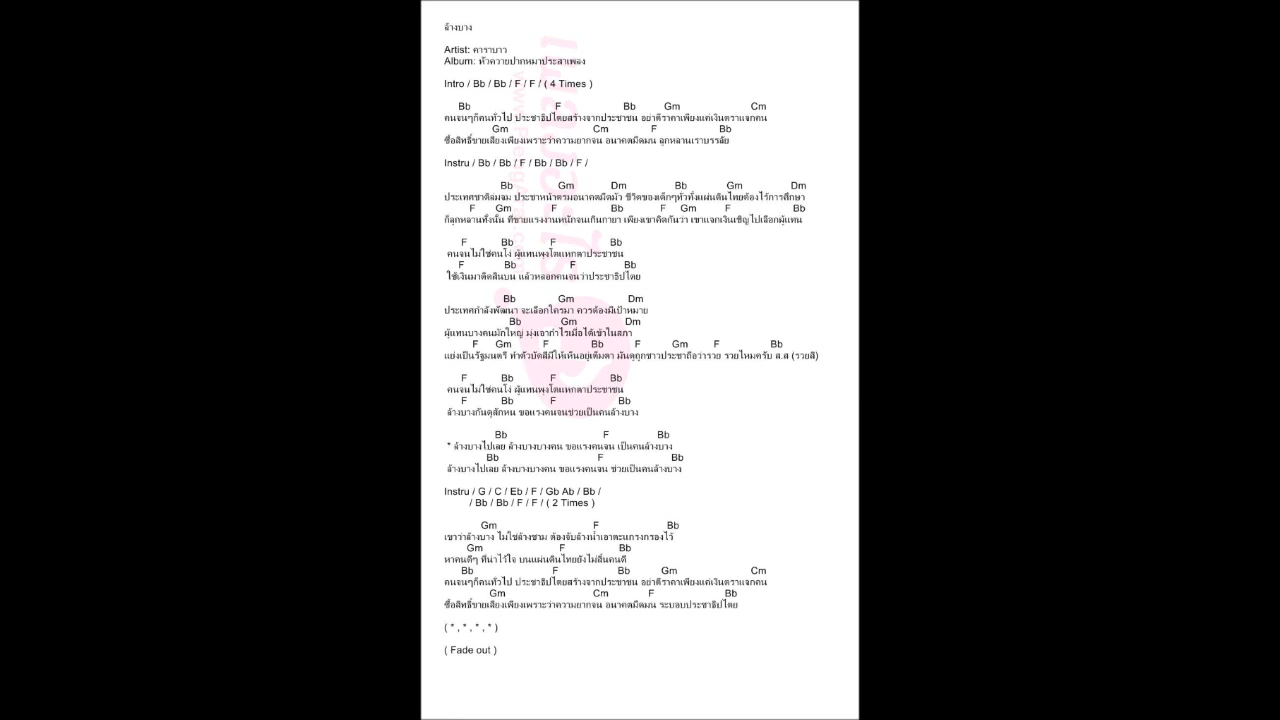 ล้างบาง
Artist: คาราบาว
Album: หัวควายปากหมาประสาเพลง
Intro / Bb / Bb / F / F / ( 4 Times )
Bb F Bb Gm Cm
คนจนๆก็คนทั่วไป ประชาธิปไตยสร้างจากประชาชน อย่าตีราคาเพียงแค่เงินตราแจกคน
Gm Cm F Bb
ซื้อสิทธิ์ขายเสียงเพียงเพราะว่าความยากจน อนาคตมืดมน ลูกหลานเราบรรลัย
Instru / Bb / Bb / F / Bb / Bb / F /
Bb Gm Dm Bb Gm Dm
ประเทศชาติล่มจม ประชาหน้าตรมอนาคตมืดมัว ชีวิตของเด็กๆทั่วทั้งแผ่นดินไทยต้องไร้การศึกษา
F Gm F Bb F Gm F Bb
ก็ลูกหลานทั้งนั้น ที่ขายแรงงานหนักจนเกินกายา เพียงเขาคิดกันว่า เขาแจกเงินเชิญไปเลือกผู้แทน
F Bb F Bb
คนจนไม่ใช่คนโง่ ผู้แทนพุงโตแหกตาประชาชน
F Bb F Bb
ใช้เงินมาติดสินบน แล้วหลอกคนจนว่าประชาธิปไตย
Bb Gm Dm
ประเทศกำลังพัฒนา จะเลือกใครมา ควรต้องมีเป้าหมาย
Bb Gm Dm
ผู้แทนบางคนมักใหญ่ มุ่งเอากำไรเมื่อได้เข้าในสภา
F Gm F Bb F Gm F Bb
แย่งเป็นรัฐมนตรี ทำตัวบัดสีมีให้เห็นอยู่เต็มตา มันดูถูกชาวประชาถือว่ารวย รวยไหมครับ ส.ส (รวยสิ)
F Bb F Bb
คนจนไม่ใช่คนโง่ ผู้แทนพุงโตแหกตาประชาชน
F Bb F Bb
ล้างบางกันดูสักหน ขอแรงคนจนช่วยเป็นคนล้างบาง
Bb F Bb
* ล้างบางไปเลย ล้างบางบางคน ขอแรงคนจน เป็นคนล้างบาง
Bb F Bb
ล้างบางไปเลย ล้างบางบางคน ขอแรงคนจน ช่วยเป็นคนล้างบาง
Instru / G / C / Eb / F / Gb Ab / Bb /
/ Bb / Bb / F / F / ( 2 Times )
Gm F Bb
เขาว่าล้างบาง ไม่ใช่ล้างชาม ต้องจับล้างน้ำเอาตะแกรงกรองไว้
Gm F Bb
หาคนดีๆ ที่น่าไว้ใจ บนแผ่นดินไทยยังไม่สิ้นคนดี
Bb F Bb Gm Cm
คนจนๆก็คนทั่วไป ประชาธิปไตยสร้างจากประชาชน อย่าตีราคาเพียงแค่เงินตราแจกคน
Gm Cm F Bb
ซื้อสิทธิ์ขายเสียงเพียงเพราะว่าความยากจน อนาคตมืดมน ระบอบประชาธิปไตย
( * , * , * , * )
( Fade out )